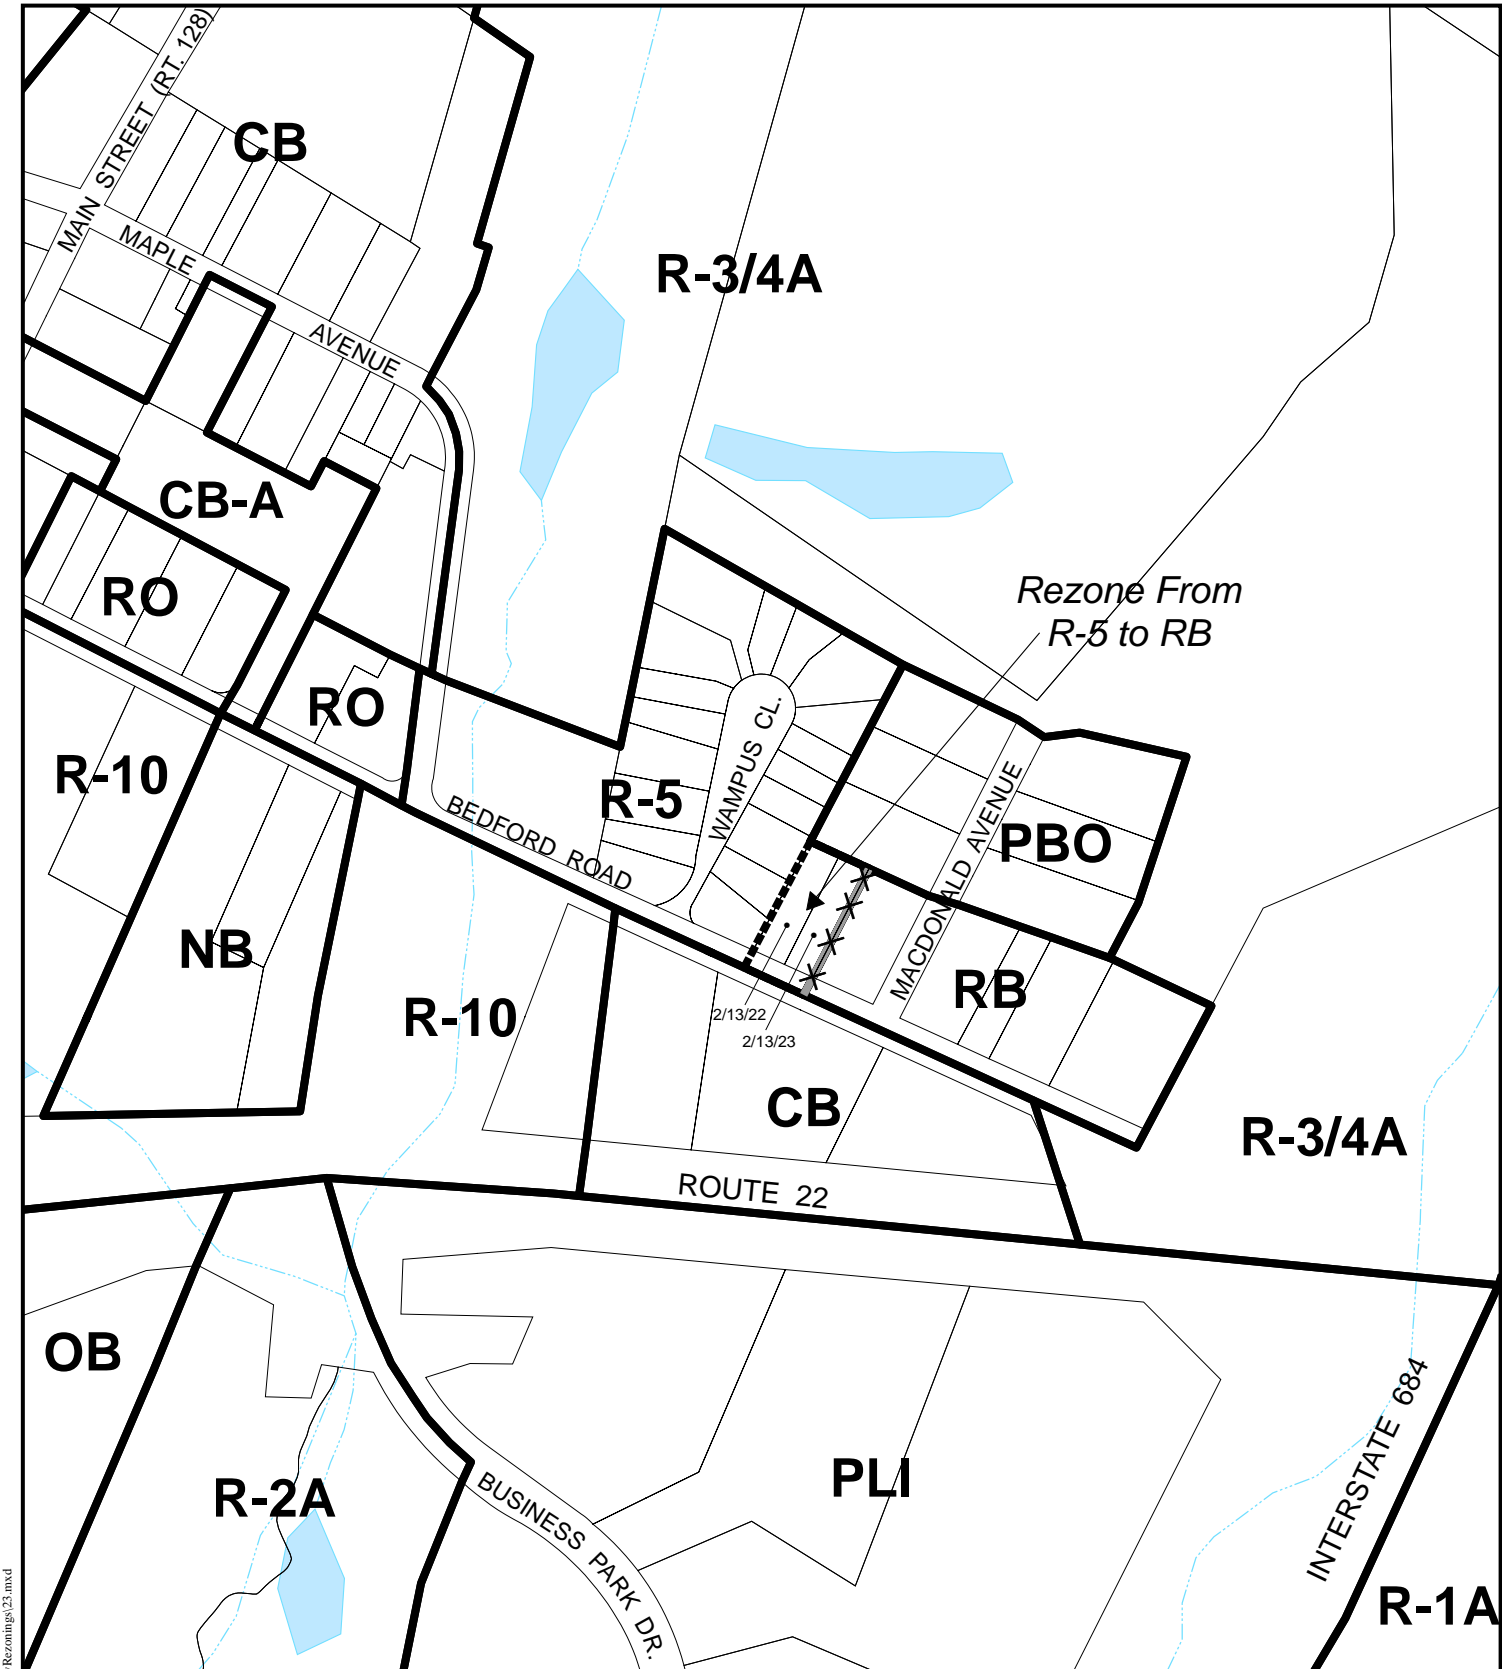 MAIN STREET (RT. 128)
CB
MAPLE
AVENUE
R-3/4A
CB-A
RO
Rezone From
R-5 to RB
RO
R-10
BEDFORD ROAD
R-5
WAMPUS CL.
MACDONALD AVENUE
PBO
NB
R-10
RB
2/13/22
2/13/23
CB
R-3/4A
ROUTE 22
OB
INTERSTATE 684
R-2A
BUSINESS PARK DR.
PLI
R-1A
Rezonings\23.mxd